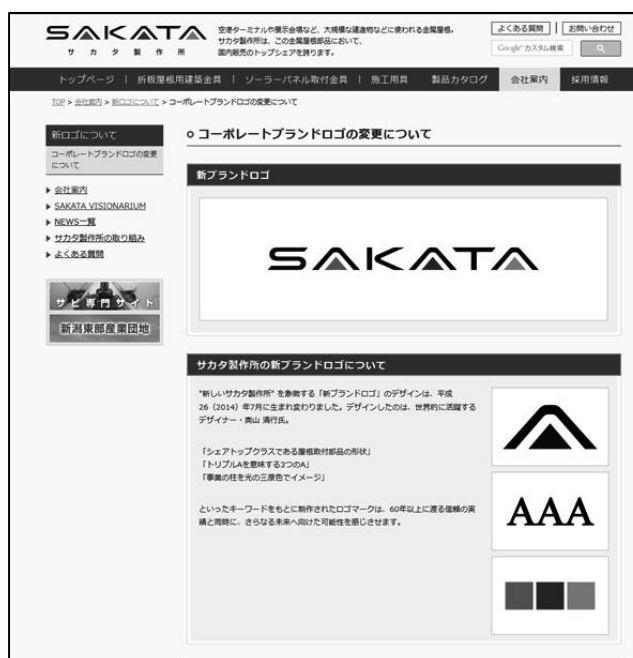 SAKATA
サカタ製作所
空港ターミナルや展示会場など、大規模な建造物などに使われる金属屋根。
サカタ製作所は、この金属屋根部品において、
国内販売のトップシェアを誇ります。
よくある質問
お問い合わせ
Google カスタム検索
トップページ | 折板屋根用建築金具 | ソーラーパネル取付金具 | 施工用具 製品カタログ 会社案内 採用情報
TOP > 会社案内 > 新ロゴについて > コーポレートブランドロゴの変更について
新ロゴについて
コーポレートブランドロゴの変更
について
会社案内
SAKATA VISIONARIUM
NEWS一覧
サカタ製作所の取り組み
よくある質問
サビ専門サイト
新潟東部産業団地
コーポレートブランドロゴの変更について
新ブランドロゴ
SAKATA
サカタ製作所の新ブランドロゴについて
"新しいサカタ製作所" を象徴する「新ブランドロゴ」のデザインは、平成
26（2014）年7月に生まれ変わりました。デザインしたのは、世界的に活躍する
デザイナー・奥山 清行氏。
「シェアトップクラスである屋根取付部品の形状」
「トリプルAを意味する3つのA」
「事業の柱を光の三原色でイメージ」
といったキーワードをもとに制作されたロゴマークは、60年以上に渡る信頼の実
績と同時に、さらなる未来へ向けた可能性を感じさせます。
AAA